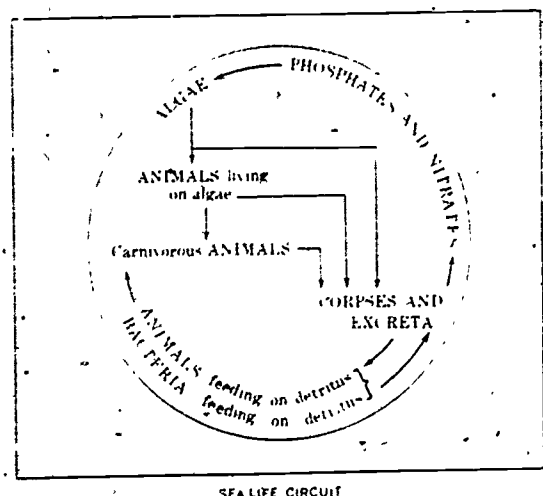 ALGAE
PHOSPHATES AND NITRATES
ANIMALS living
on algae
Carnivorous ANIMALS
CORPSES AND
EXCRETA
ANIMALS feeding on detritus
BACTERIA feeding on detritus
SEA LIFE CIRCUIT